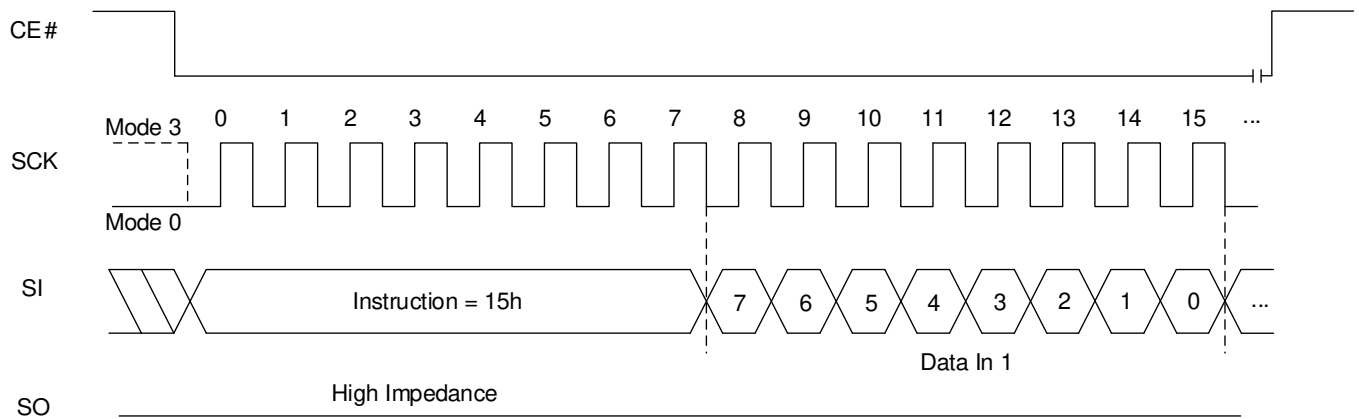 CE#
Mode 3 0 1 2 3 4 5 6 7 8 9 10 11 12 13 14 15 ...
SCK
Mode 0
SI Instruction = 15h 7 6 5 4 3 2 1 0 ...
Data In 1
High Impedance
SO